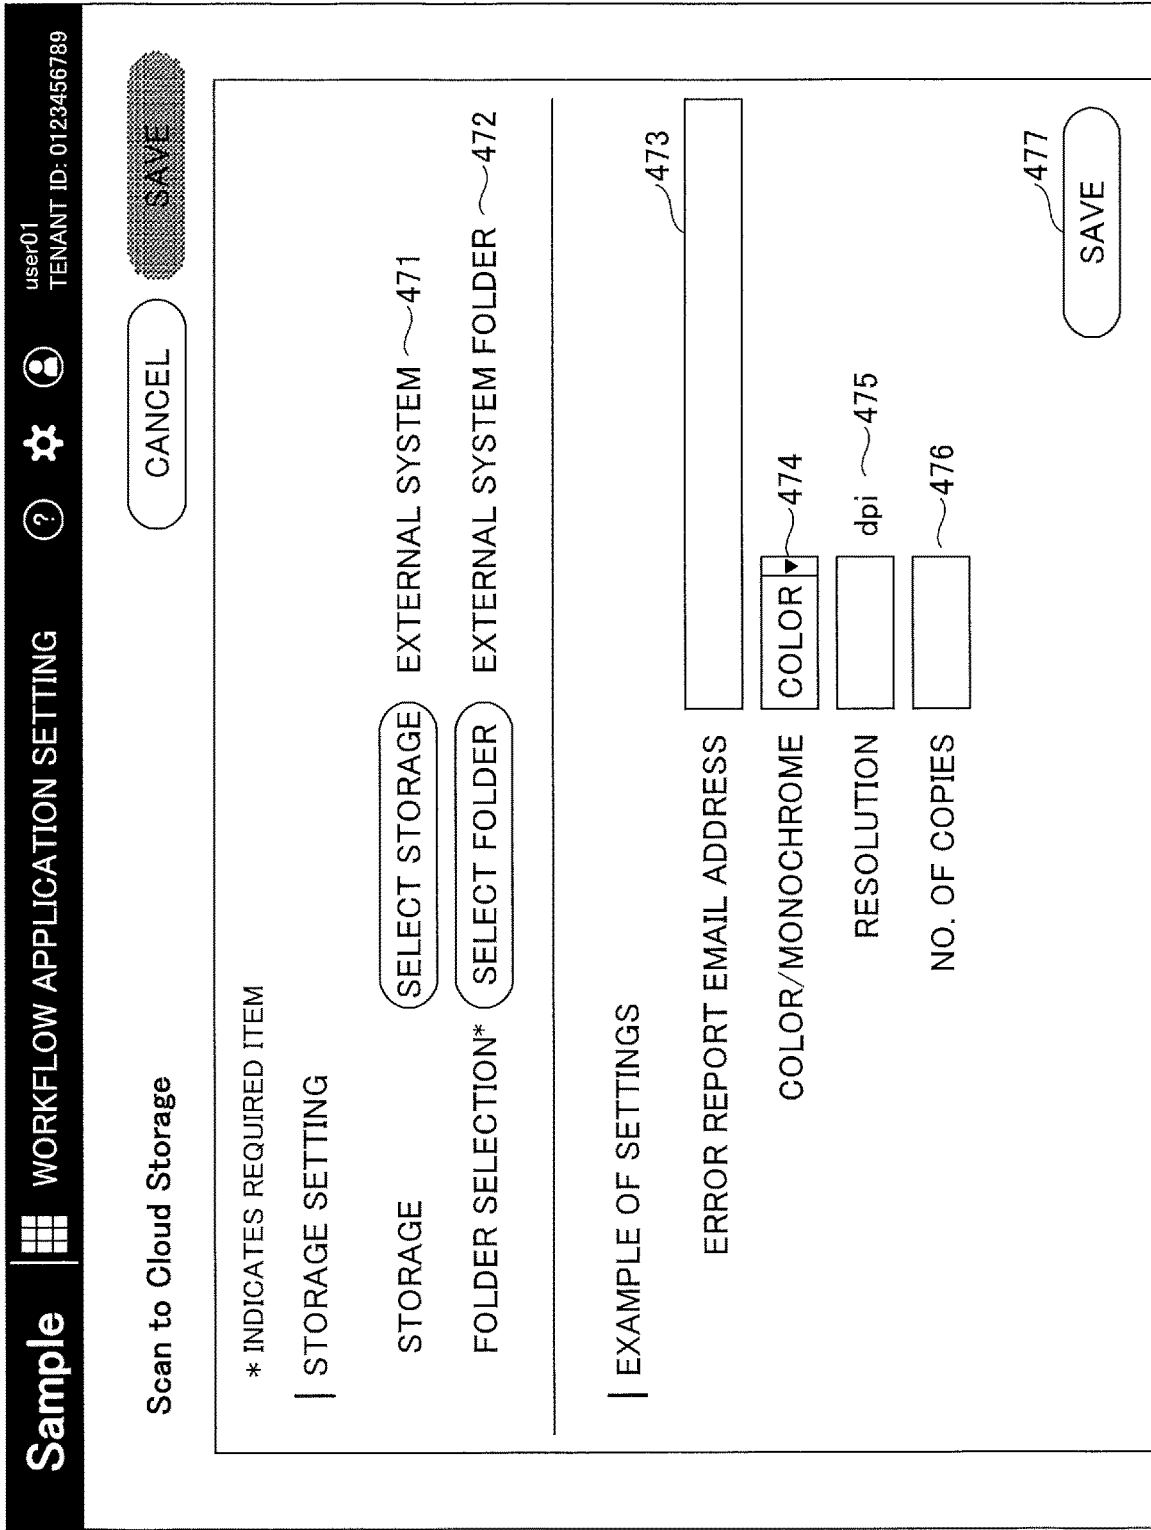 Sample WORKFLOW APPLICATION SETTING ? user01
TENANT ID: 0123456789
Scan to Cloud Storage CANCEL SAVE
* INDICATES REQUIRED ITEM
STORAGE SETTING
STORAGE SELECT STORAGE EXTERNAL SYSTEM 471
FOLDER SELECTION* SELECT FOLDER EXTERNAL SYSTEM FOLDER 472
EXAMPLE OF SETTINGS
473
ERROR REPORT EMAIL ADDRESS
COLOR/MONOCHROME COLOR 474
RESOLUTION dpi 475
NO. OF COPIES 476
477
SAVE